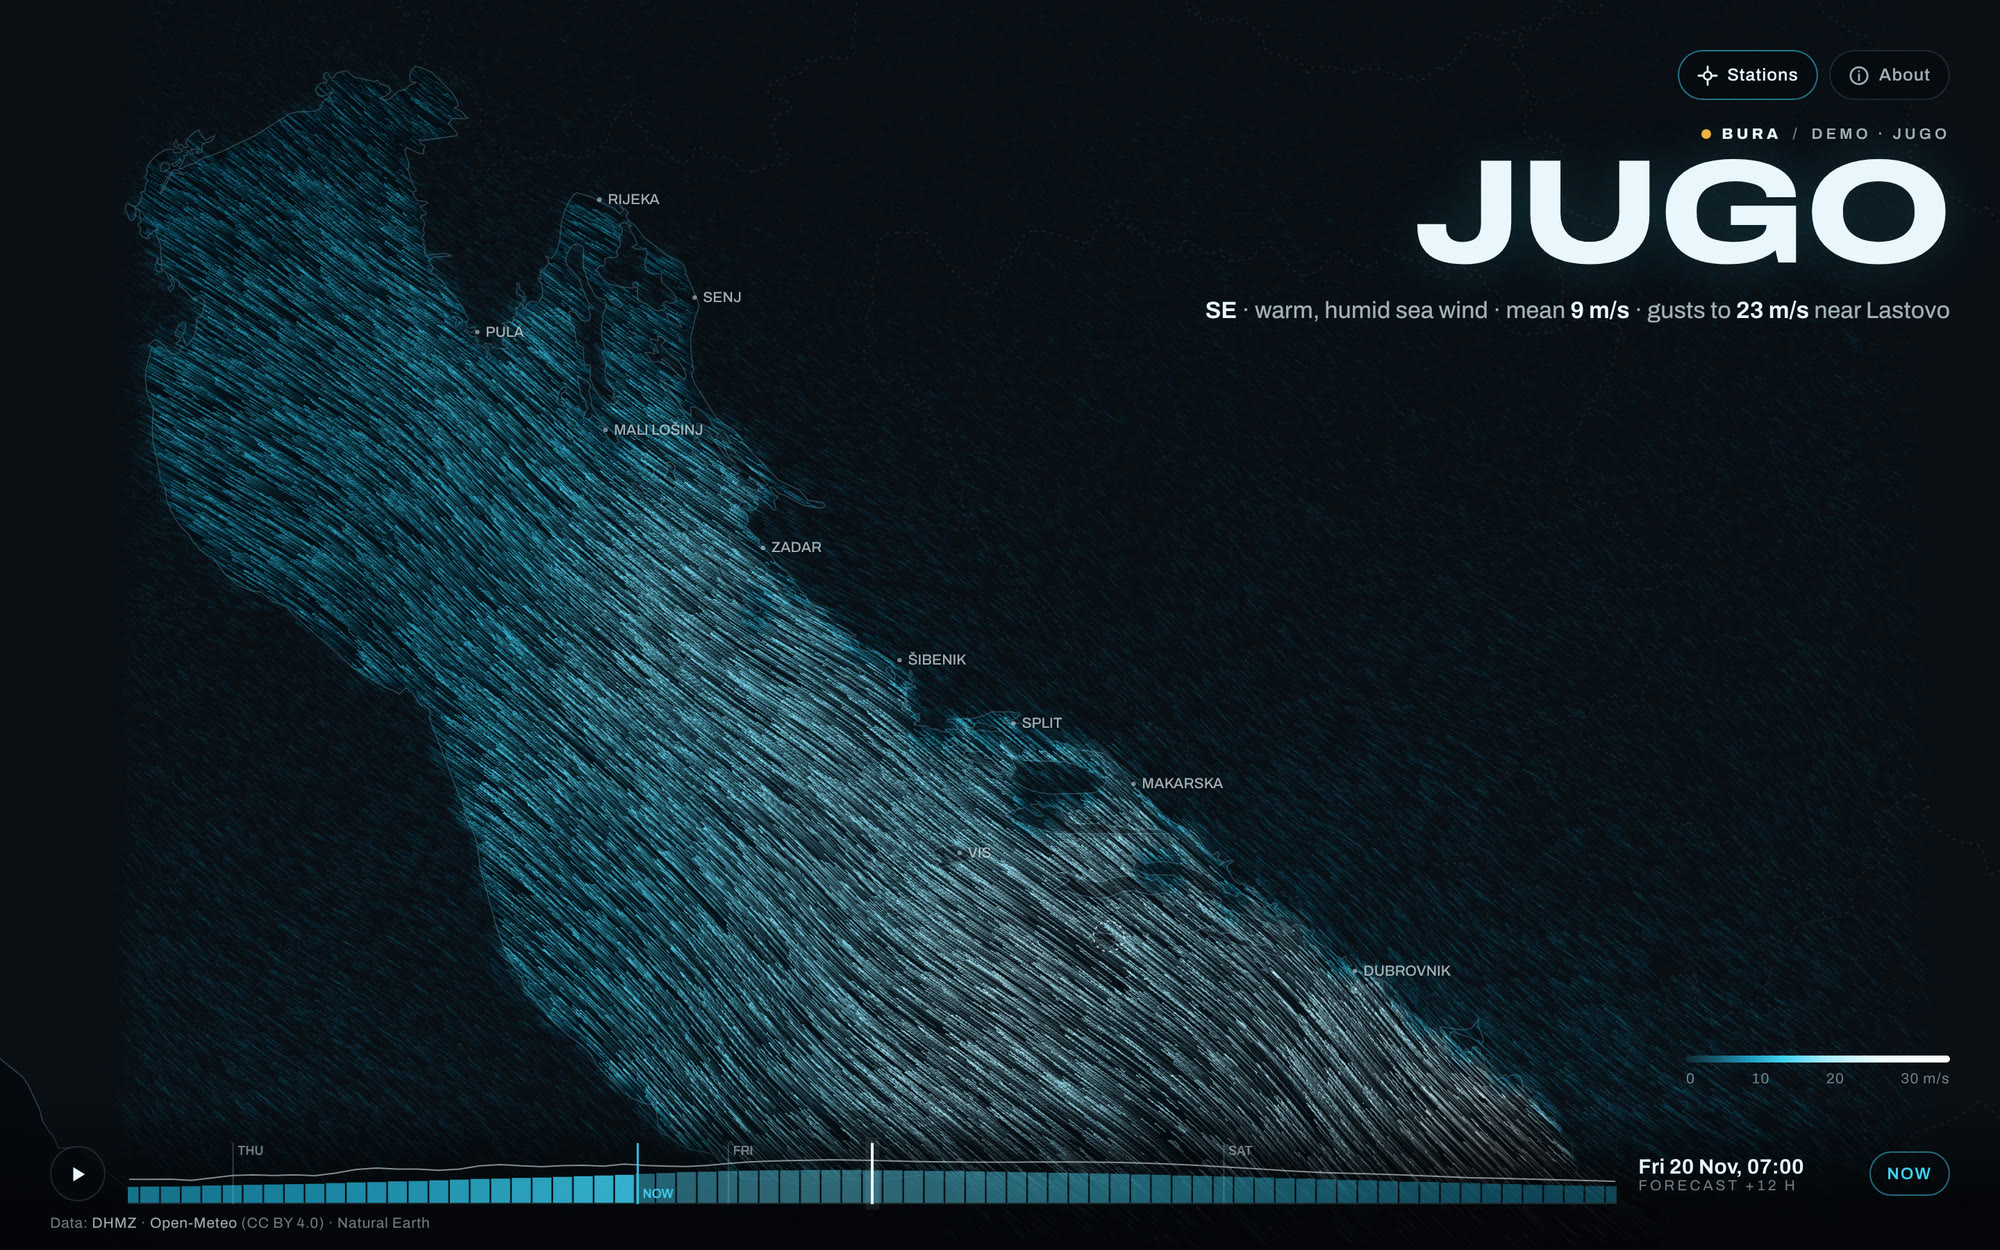 Stations
About
BURA / DEMO · JUGO
JUGO
SE · warm, humid sea wind · mean 9 m/s · gusts to 23 m/s near Lastovo
RIJEKA
SENJ
PULA
MALI LOŠINJ
ZADAR
ŠIBENIK
SPLIT
MAKARSKA
VIS
DUBROVNIK
0 10 20 30 m/s
THU
FRI
SAT
NOW
Fri 20 Nov, 07:00
FORECAST +12 H
NOW
Data: DHMZ · Open-Meteo (CC BY 4.0) · Natural Earth